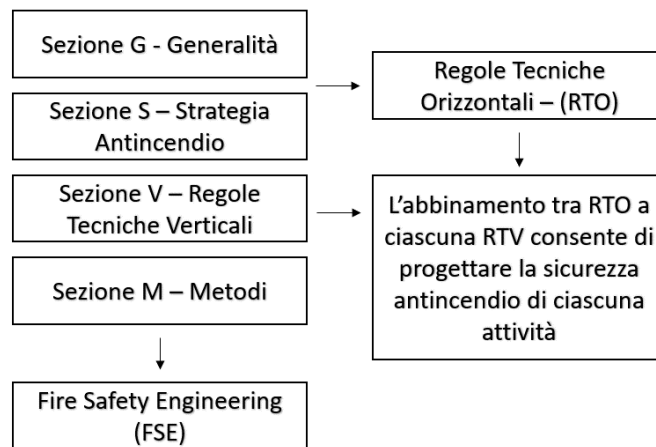 Sezione G - Generalità
Sezione S – Strategia
Antincendio
Sezione V – Regole
Tecniche Verticali
Sezione M – Metodi
Fire Safety Engineering
(FSE)
Regole Tecniche
Orizzontali – (RTO)
L'abbinamento tra RTO a
ciascuna RTV consente di
progettare la sicurezza
antincendio di ciascuna
attività